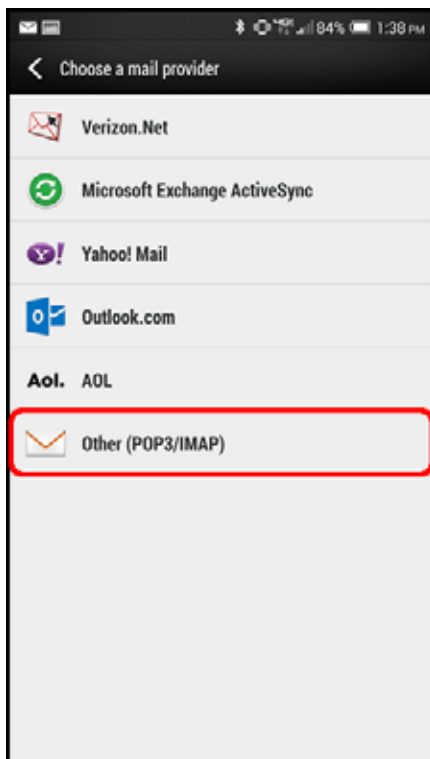 84% 1:38 PM
Choose a mail provider
Verizon.Net
Microsoft Exchange ActiveSync
Y! Yahoo! Mail
Outlook.com
Aol. AOL
Other (POP3/IMAP)